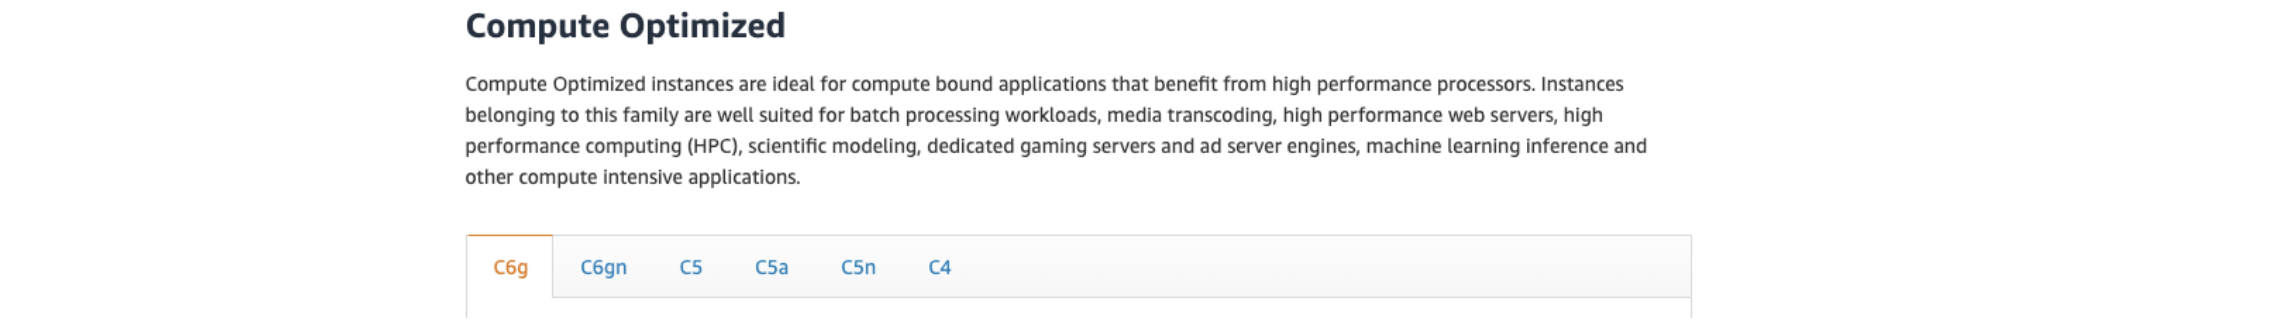 Compute Optimized
Compute Optimized instances are ideal for compute bound applications that benefit from high performance processors. Instances
belonging to this family are well suited for batch processing workloads, media transcoding, high performance web servers, high
performance computing (HPC), scientific modeling, dedicated gaming servers and ad server engines, machine learning inference and
other compute intensive applications.
C6g C6gn C5 C5a C5n C4